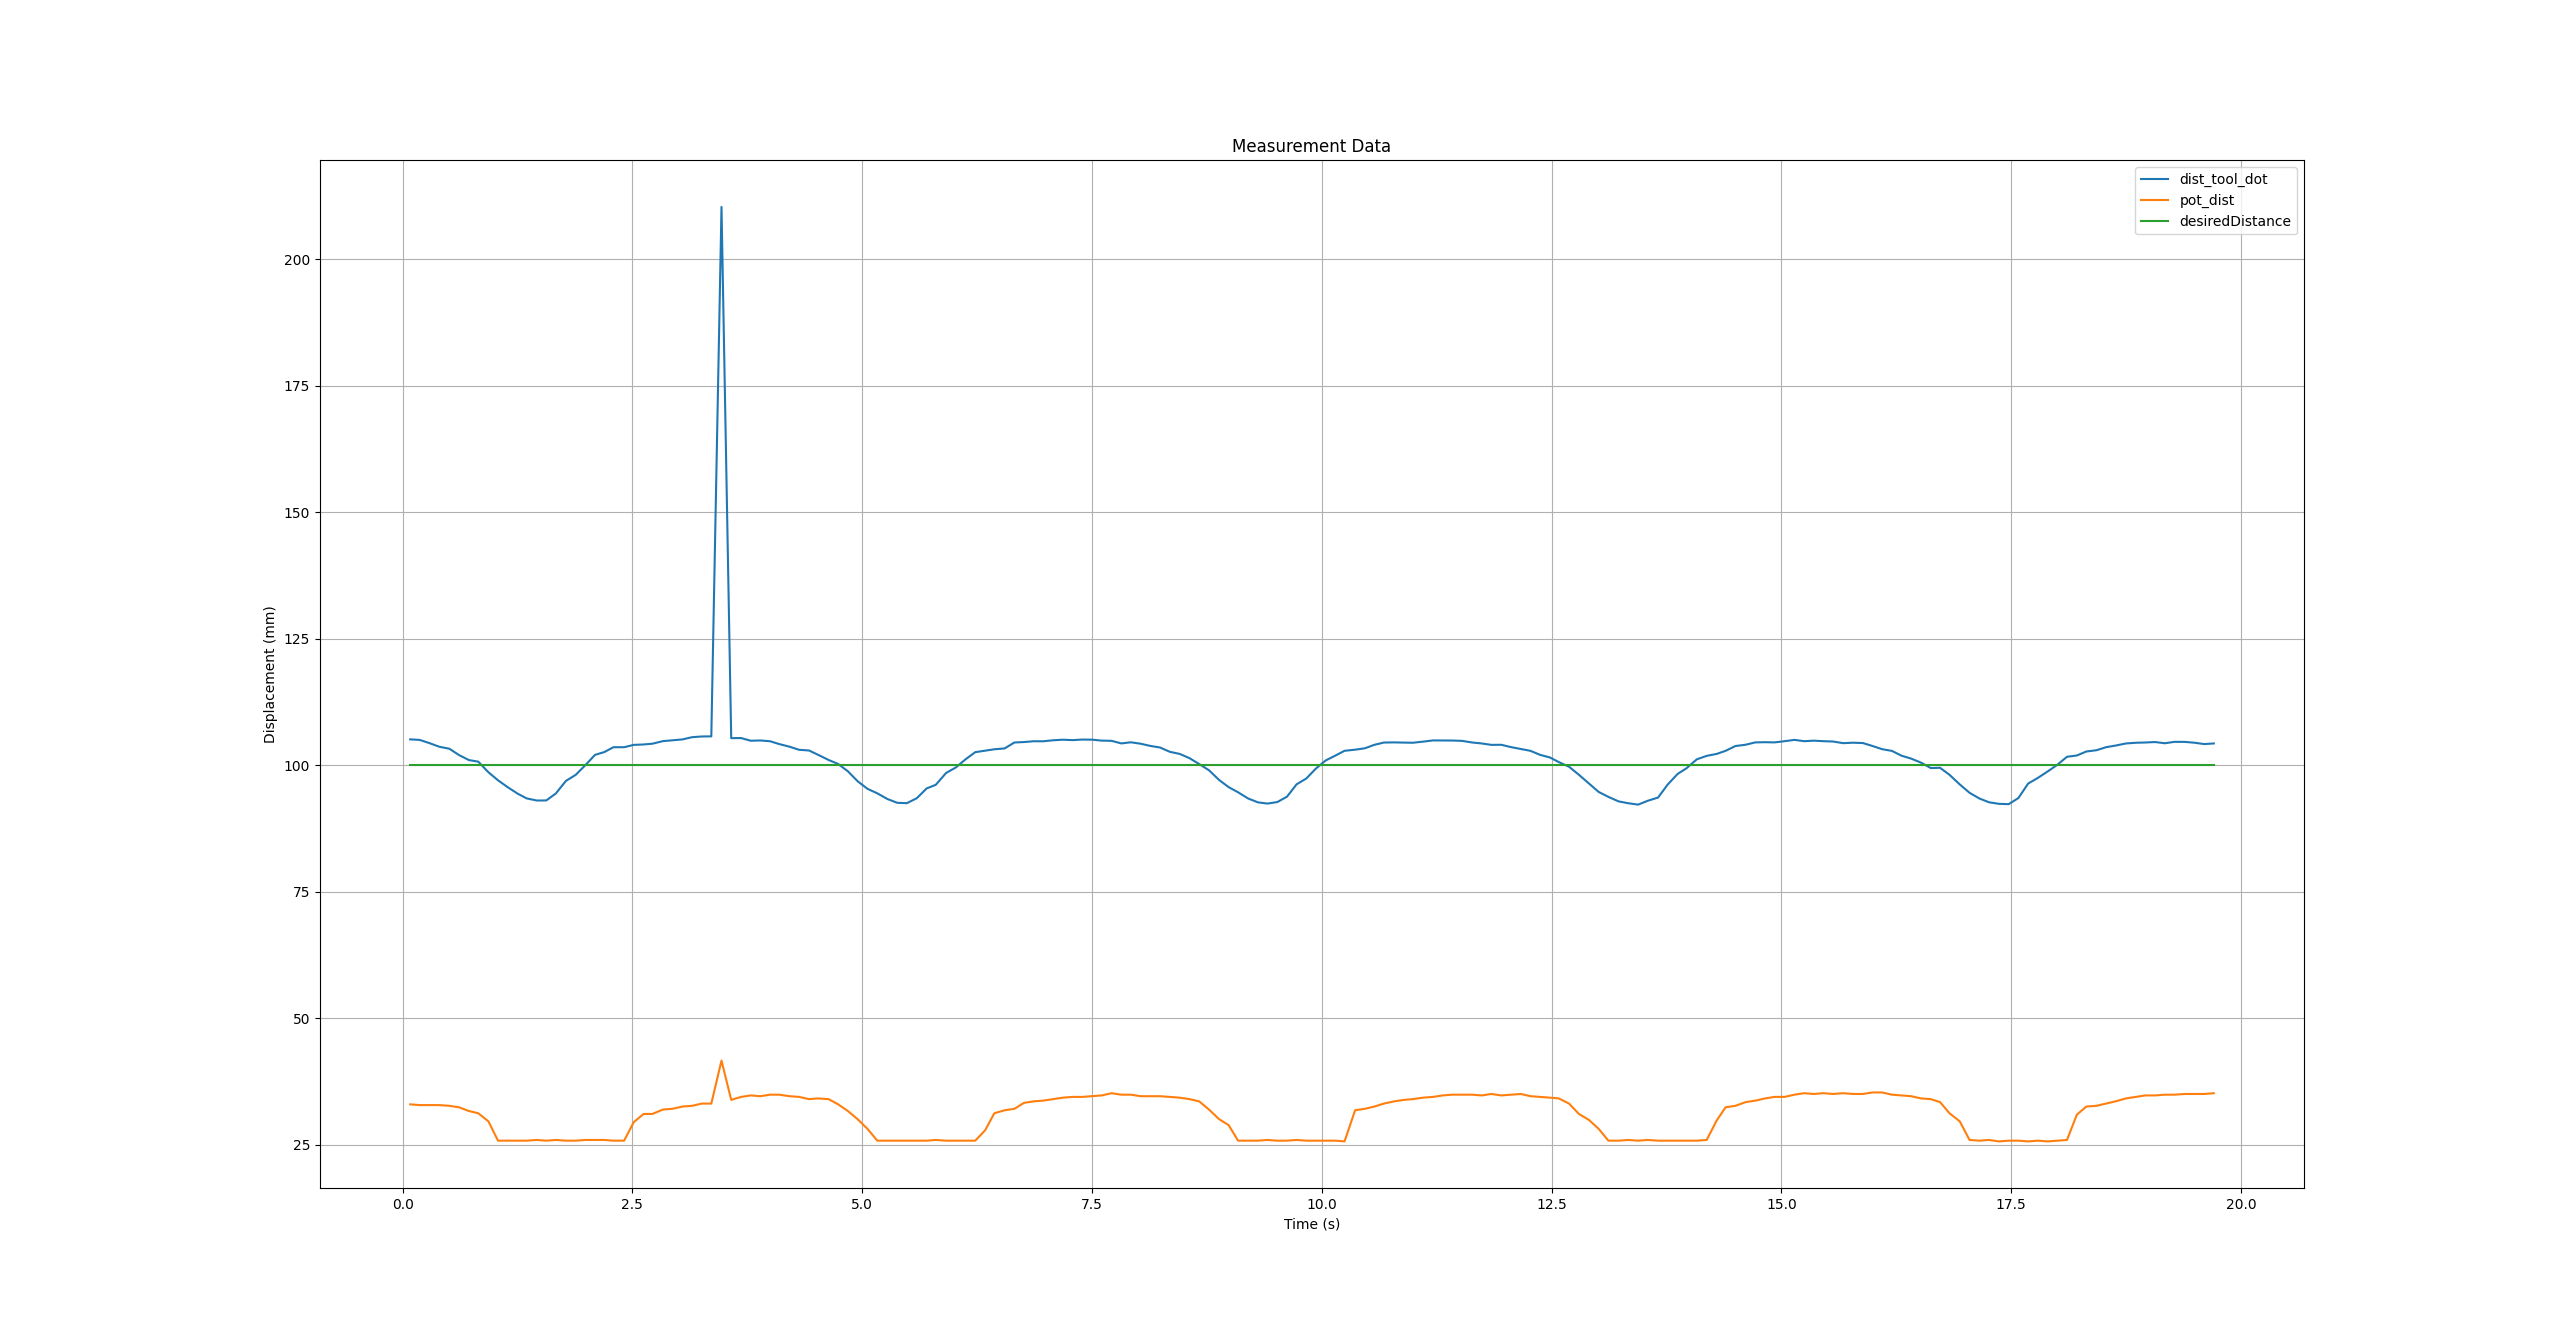 Measurement Data
dist_tool_dot
pot_dist
desiredDistance
Displacement (mm)
200
175
150
125
100
75
50
25
0.0 2.5 5.0 7.5 10.0 12.5 15.0 17.5 20.0
Time (s)